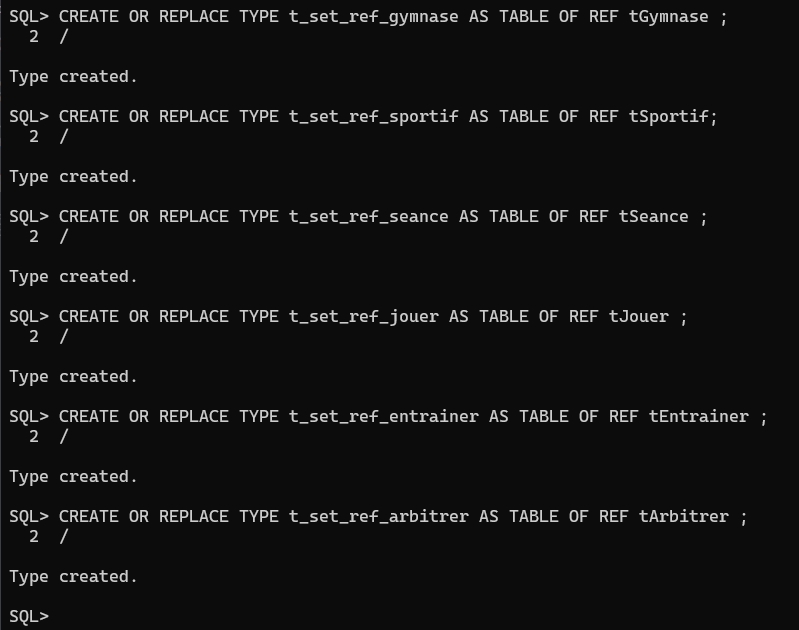 SQL> CREATE OR REPLACE TYPE t_set_ref_gymnase AS TABLE OF REF tGymnase ;
  2  /
Type created.
SQL> CREATE OR REPLACE TYPE t_set_ref_sportif AS TABLE OF REF tSportif;
  2  /
Type created.
SQL> CREATE OR REPLACE TYPE t_set_ref_seance AS TABLE OF REF tSeance ;
  2  /
Type created.
SQL> CREATE OR REPLACE TYPE t_set_ref_jouer AS TABLE OF REF tJouer ;
  2  /
Type created.
SQL> CREATE OR REPLACE TYPE t_set_ref_entrainer AS TABLE OF REF tEntrainer ;
  2  /
Type created.
SQL> CREATE OR REPLACE TYPE t_set_ref_arbitrer AS TABLE OF REF tArbitrer ;
  2  /
Type created.
SQL>